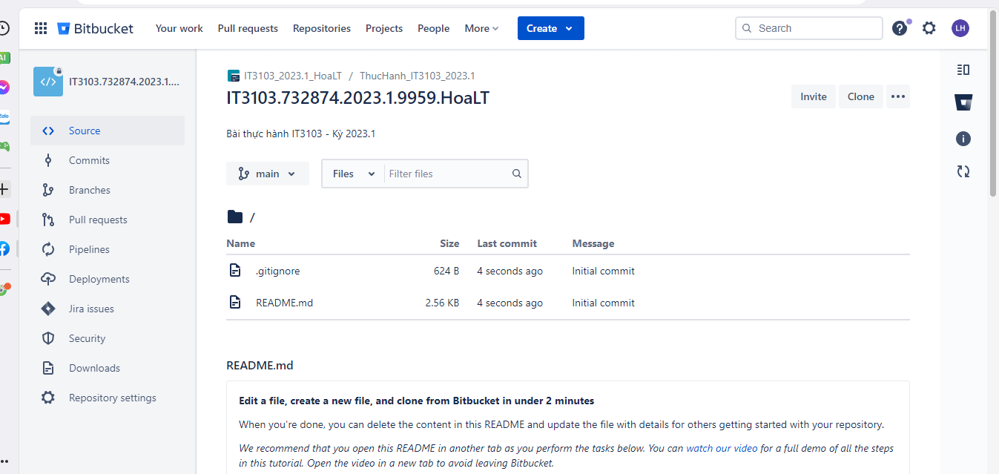 Bitbucket
Your work
Pull requests
Repositories
Projects
People
More
Create
Search
LH
AI
Zalo
</>
IT3103.732874.2023.1....
Source
Commits
Branches
Pull requests
Pipelines
Deployments
Jira issues
Security
Downloads
Repository settings
IT3103_2023.1_HoaLT / ThucHanh_IT3103_2023.1
IT3103.732874.2023.1.9959.HoaLT
Invite
Clone
Bài thực hành IT3103 - Kỳ 2023.1
main
Files
Filter files
/
Name Size Last commit Message
.gitignore 624 B 4 seconds ago Initial commit
README.md 2.56 KB 4 seconds ago Initial commit
README.md
Edit a file, create a new file, and clone from Bitbucket in under 2 minutes
When you're done, you can delete the content in this README and update the file with details for others getting started with your repository.
We recommend that you open this README in another tab as you perform the tasks below. You can watch our video for a full demo of all the steps
in this tutorial. Open the video in a new tab to avoid leaving Bitbucket.